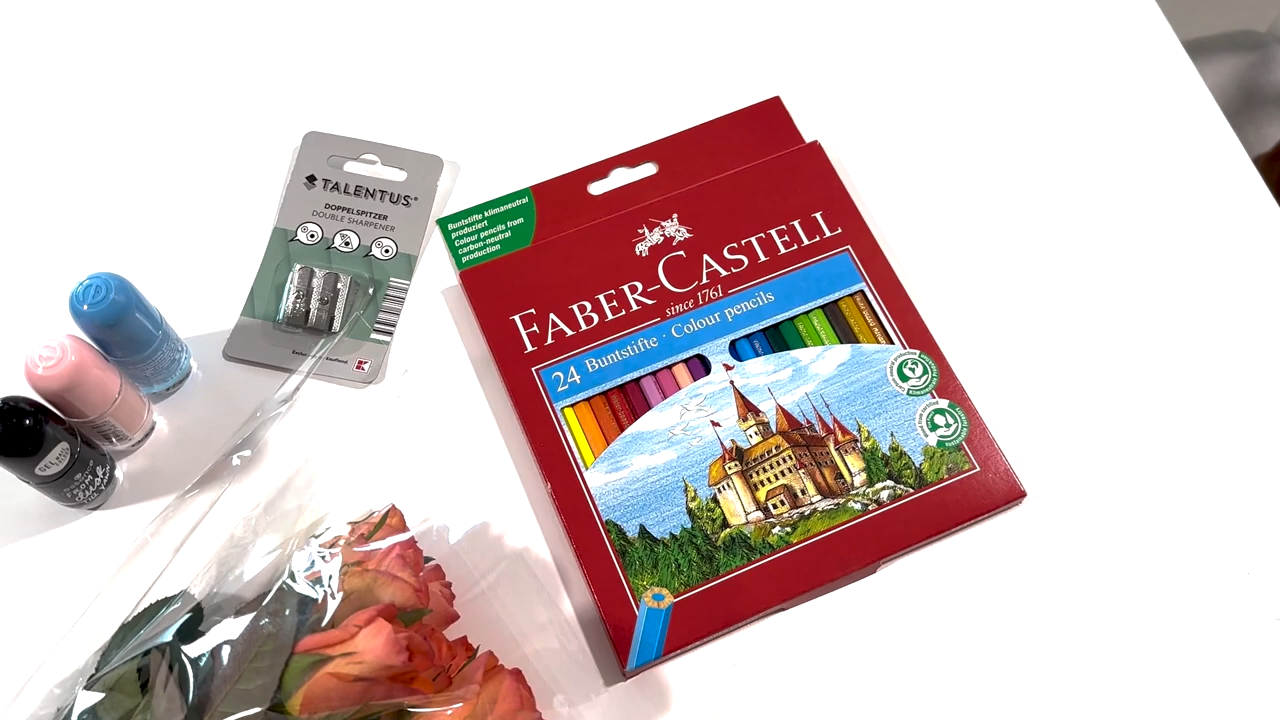 TALENTUS®
DOPPELSPITZER
DOUBLE SHARPENER
Buntstifte klimaneutral
produziert
Colour pencils from
carbon-neutral
production
FABER-CASTELL
since 1761
24 Buntstifte · Colour pencils
GEL